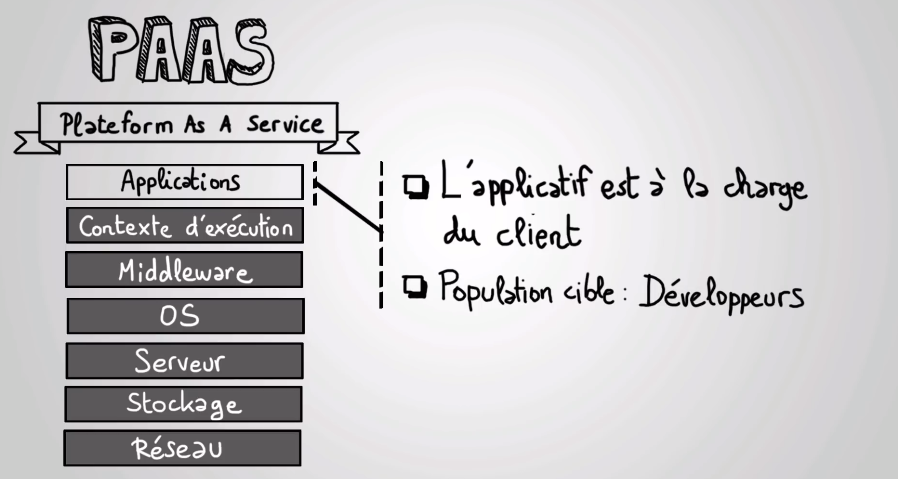 PAAS
Plateform As A Service
Applications
Contexte d'exécution
Middleware
OS
Serveur
Stockage
Réseau
L'applicatif est à la charge
du client
Population cible : Développeurs